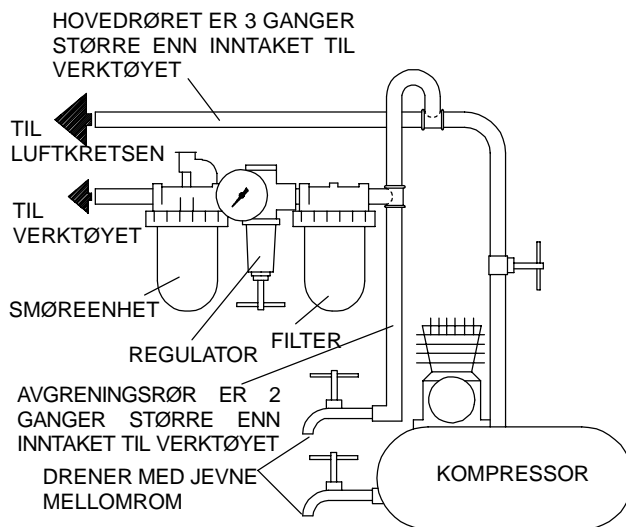 HOVEDRØRET ER 3 GANGER
STØRRE ENN INNTAKET TIL
VERKTØYET
TIL
LUFTKRETSEN
TIL
VERKTØYET
SMØREENHET
REGULATOR
FILTER
AVGRENINGSRØR ER 2
GANGER STØRRE ENN
INNTAKET TIL VERKTØYET
DRENER MED JEVNE
MELLOMROM
KOMPRESSOR